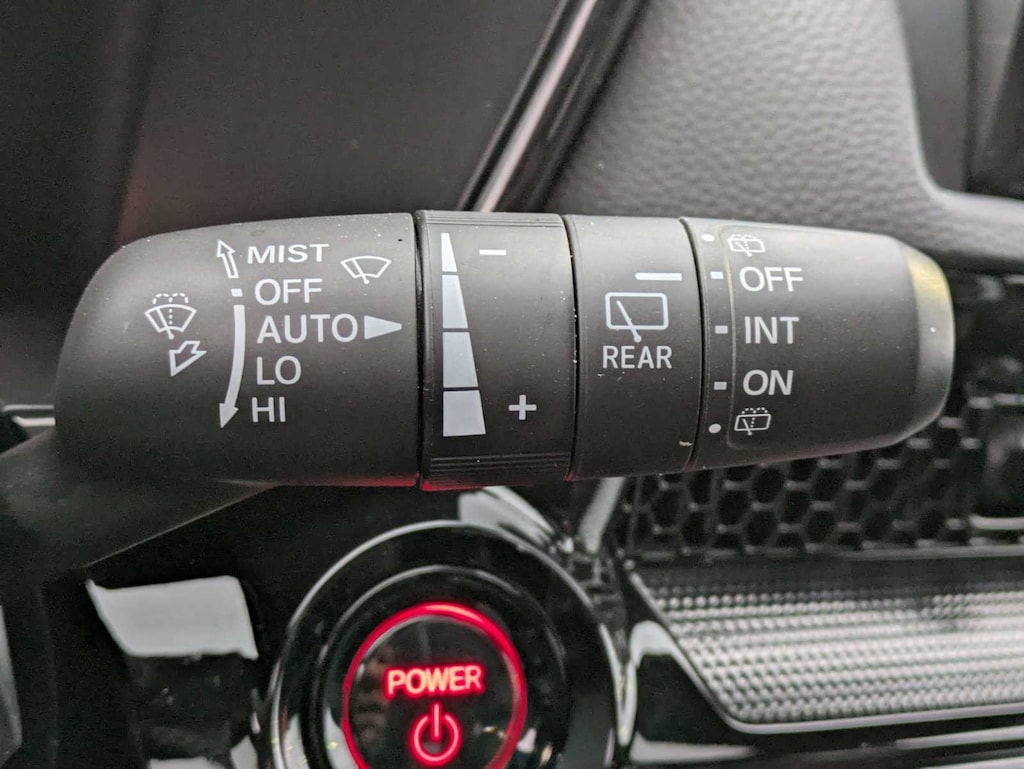 MIST
OFF
AUTO
LO
HI
−
+
REAR
OFF
INT
ON
POWER